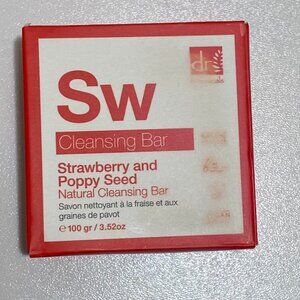 dr
Sw
Cleansing Bar
Strawberry and
Poppy Seed
Natural Cleansing Bar
Savon nettoyant à la fraise et aux
graines de pavot
℮ 100 gr / 3.52oz